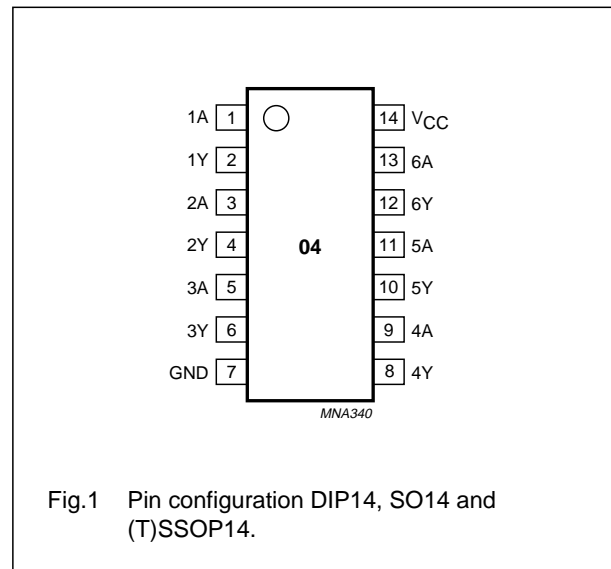 1A 1 14 VCC
1Y 2 13 6A
2A 3 12 6Y
2Y 4 04 11 5A
3A 5 10 5Y
3Y 6 9 4A
GND 7 8 4Y
MNA340
Fig.1 Pin configuration DIP14, SO14 and
(T)SSOP14.